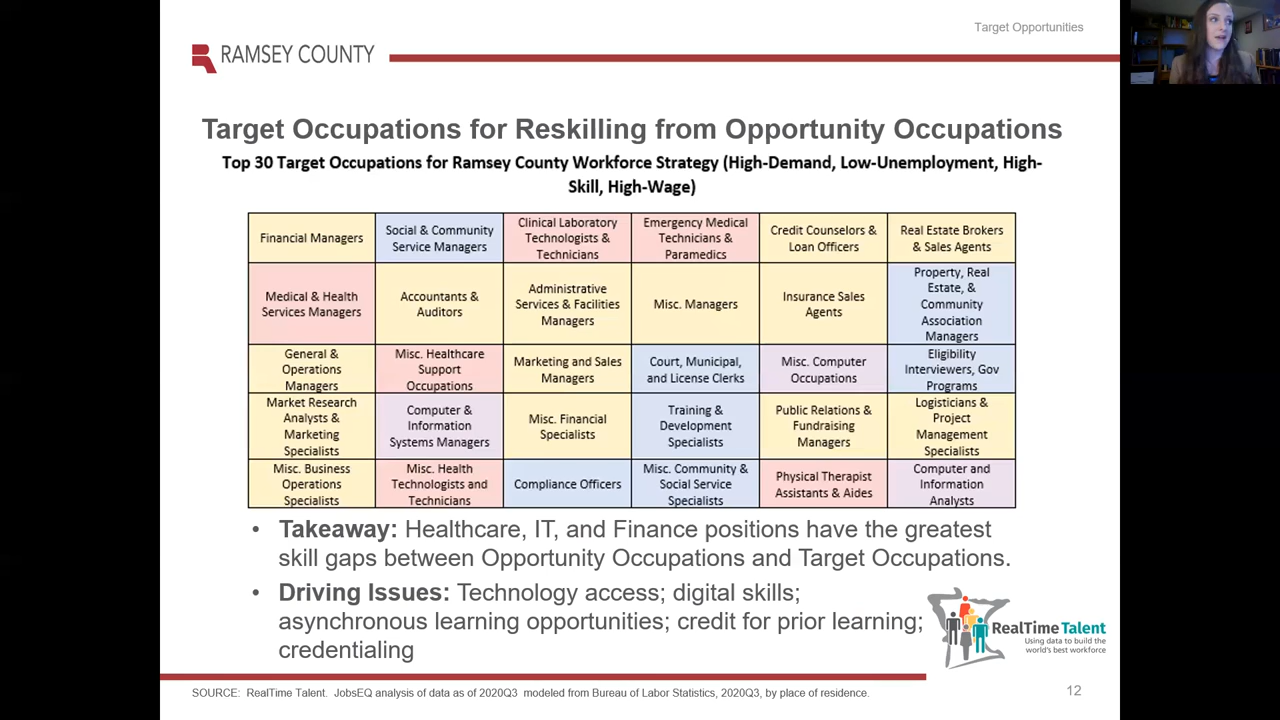 Target Opportunities
RAMSEY COUNTY
Target Occupations for Reskilling from Opportunity Occupations
Top 30 Target Occupations for Ramsey County Workforce Strategy (High-Demand, Low-Unemployment, High-
Skill, High-Wage)
Financial Managers
Social & Community
Service Managers
Clinical Laboratory
Technologists &
Technicians
Emergency Medical
Technicians &
Paramedics
Credit Counselors &
Loan Officers
Real Estate Brokers
& Sales Agents
Medical & Health
Services Managers
Accountants &
Auditors
Administrative
Services & Facilities
Managers
Misc. Managers
Insurance Sales
Agents
Property, Real
Estate, &
Community
Association
Managers
General &
Operations
Managers
Misc. Healthcare
Support
Occupations
Marketing and Sales
Managers
Court, Municipal,
and License Clerks
Misc. Computer
Occupations
Eligibility
Interviewers, Gov
Programs
Market Research
Analysts &
Marketing
Specialists
Computer &
Information
Systems Managers
Misc. Financial
Specialists
Training &
Development
Specialists
Public Relations &
Fundraising
Managers
Logisticians &
Project
Management
Specialists
Misc. Business
Operations
Specialists
Misc. Health
Technologists and
Technicians
Compliance Officers
Misc. Community &
Social Service
Specialists
Physical Therapist
Assistants & Aides
Computer and
Information
Analysts
• Takeaway: Healthcare, IT, and Finance positions have the greatest
skill gaps between Opportunity Occupations and Target Occupations.
• Driving Issues: Technology access; digital skills;
asynchronous learning opportunities; credit for prior learning;
credentialing
RealTime Talent
Using data to build the
world's best workforce
SOURCE: RealTime Talent. JobsEQ analysis of data as of 2020Q3 modeled from Bureau of Labor Statistics, 2020Q3, by place of residence.
12